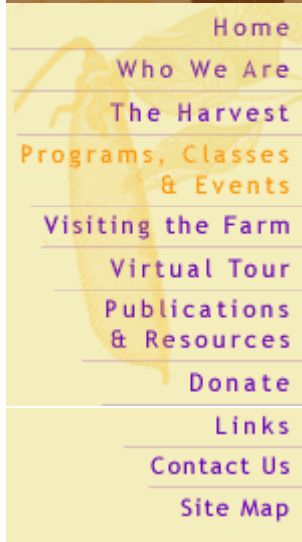 Home
Who We Are
The Harvest
Programs, Classes
& Events
Visiting the Farm
Virtual Tour
Publications
& Resources
Donate
Links
Contact Us
Site Map